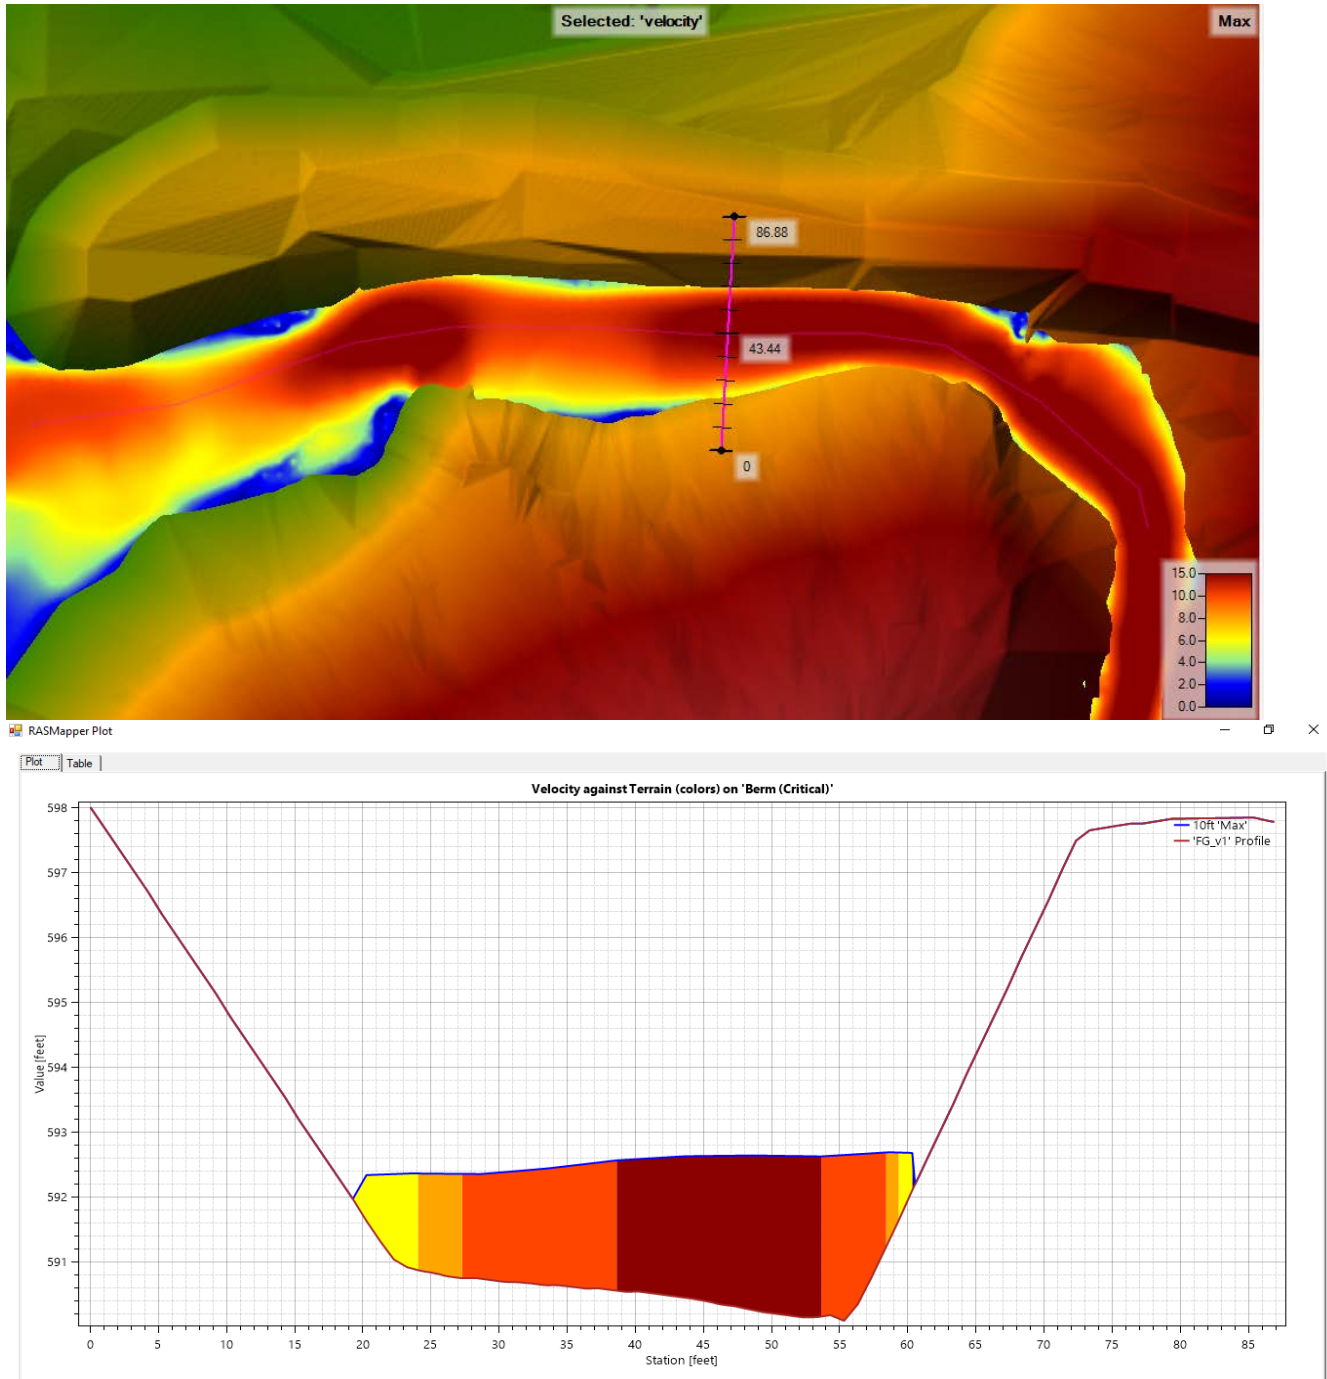 Selected: 'velocity'
Max
86.88
43.44
0
15.0
10.0
8.0
6.0
4.0
2.0
0.0
RASMapper Plot
Plot Table
Velocity against Terrain (colors) on 'Berm (Critical)'
10ft 'Max'
'FG_v1' Profile
Value [feet]
598
597
596
595
594
593
592
591
0 5 10 15 20 25 30 35 40 45 50 55 60 65 70 75 80 85
Station [feet]